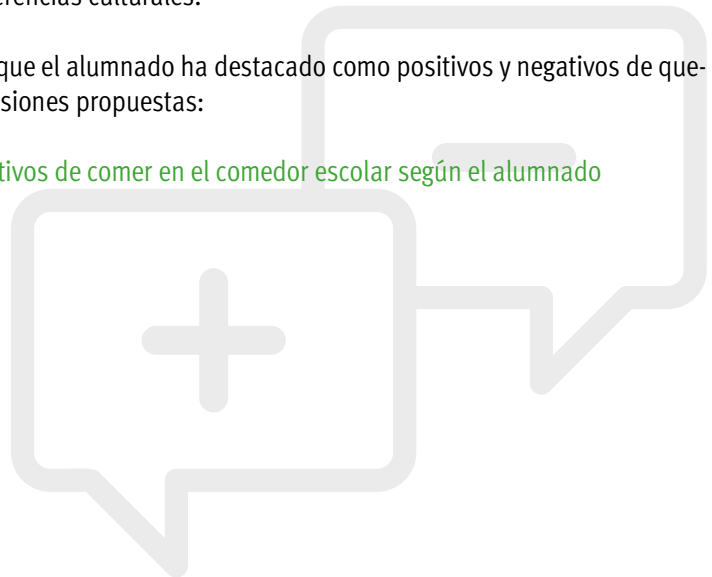 erencias culturales.
que el alumnado ha destacado como positivos y negativos de que-
siones propuestas:
tivos de comer en el comedor escolar según el alumnado